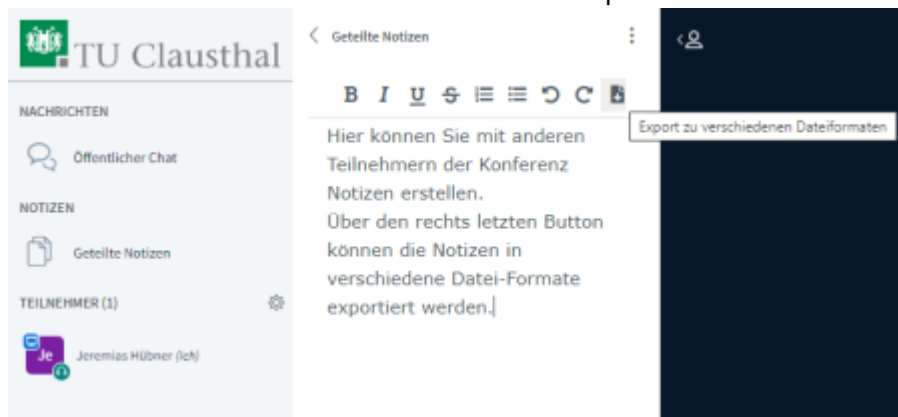 TU Clausthal
NACHRICHTEN
Öffentlicher Chat
NOTIZEN
Geteilte Notizen
TEILNEHMER (1)
Je
Jeremias Hübner (Ich)
Geteilte Notizen
B I U S
Export zu verschiedenen Dateiformaten
Hier können Sie mit anderen
Teilnehmern der Konferenz
Notizen erstellen.
Über den rechts letzten Button
können die Notizen in
verschiedene Datei-Formate
exportiert werden.